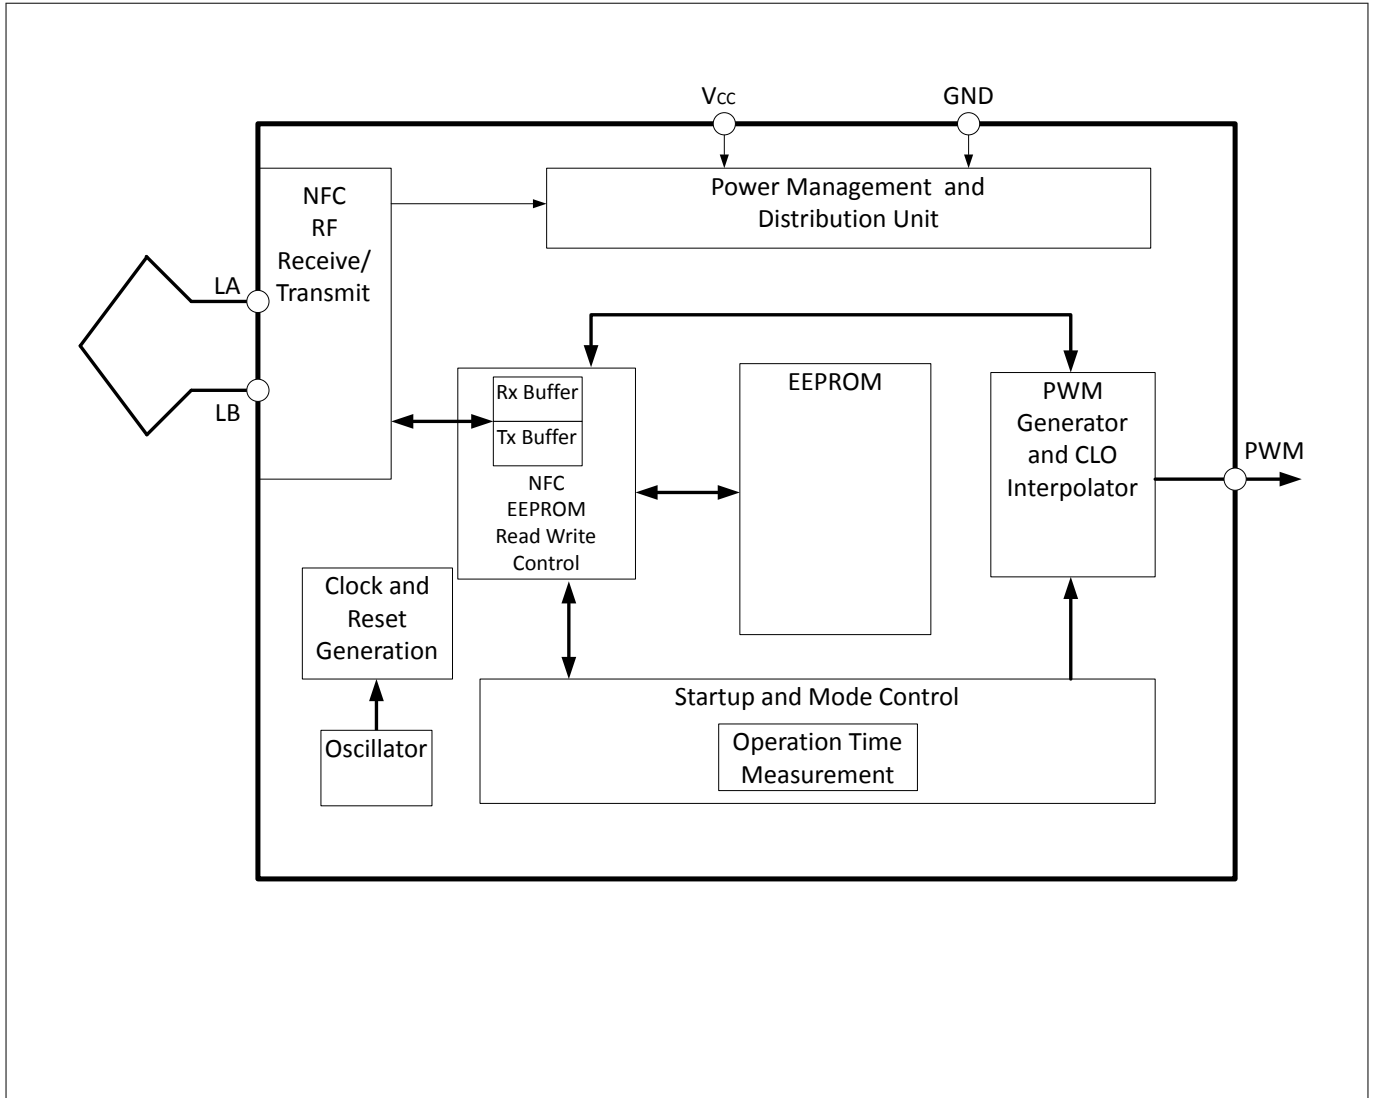 VCC
GND
NFC
RF
Receive/
Transmit
Power Management and
Distribution Unit
LA
LB
Rx Buffer
Tx Buffer
NFC
EEPROM
Read Write
Control
EEPROM
PWM
Generator
and CLO
Interpolator
PWM
Clock and
Reset
Generation
Oscillator
Startup and Mode Control
Operation Time
Measurement